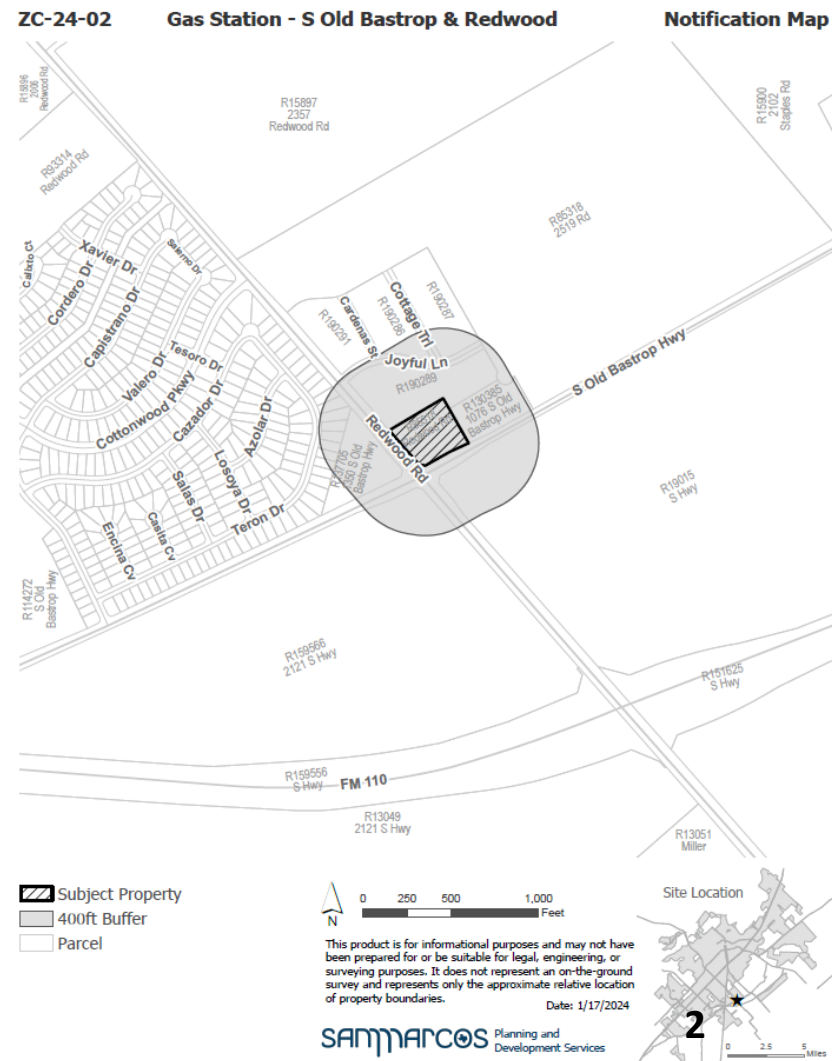 ZC-24-02 Gas Station - S Old Bastrop & Redwood Notification Map
R15896
2006
Redwood Rd
R15897
2357
Redwood Rd
R15900
2102
Staples Rd
R93314
Redwood Rd
R85318
2519 Rd
Calixto Ct
Xavier Dr
Salerno Dr
Cordero Dr
Capistrano Dr
Cottage Trl
R190287
R190286
Cardenas St
R190291
Joyful Ln
Tesoro Dr
Valero Dr
R190289
S Old Bastrop Hwy
Cottonwood Pkwy
Cazador Dr
Azolar Dr
Redwood Rd
R130385
1076 S Old
Bastrop Hwy
Bastrop Hwy
R19015
S Hwy
Losoya Dr
Salas Dr
Teron Dr
Casita Cv
Encina Cv
R114272
S Old
Bastrop Hwy
R159566
2121 S Hwy
R151625
S Hwy
R159556
S Hwy
FM 110
R13049
2121 S Hwy
R13051
Miller
Subject Property
400ft Buffer
Parcel
N
0 250 500 1,000
Feet
This product is for informational purposes and may not have
been prepared for or be suitable for legal, engineering, or
surveying purposes. It does not represent an on-the-ground
survey and represents only the approximate relative location
of property boundaries.
Date: 1/17/2024
SAN MARCOS Planning and
Development Services
Site Location
2
0 2.5 5
Miles